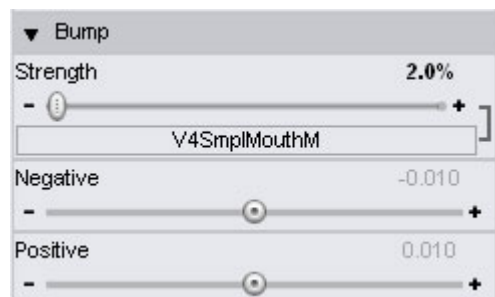 ▼ Bump
Strength 2.0%
- +
V4SmplMouthM
Negative -0.010
- +
Positive 0.010
- +